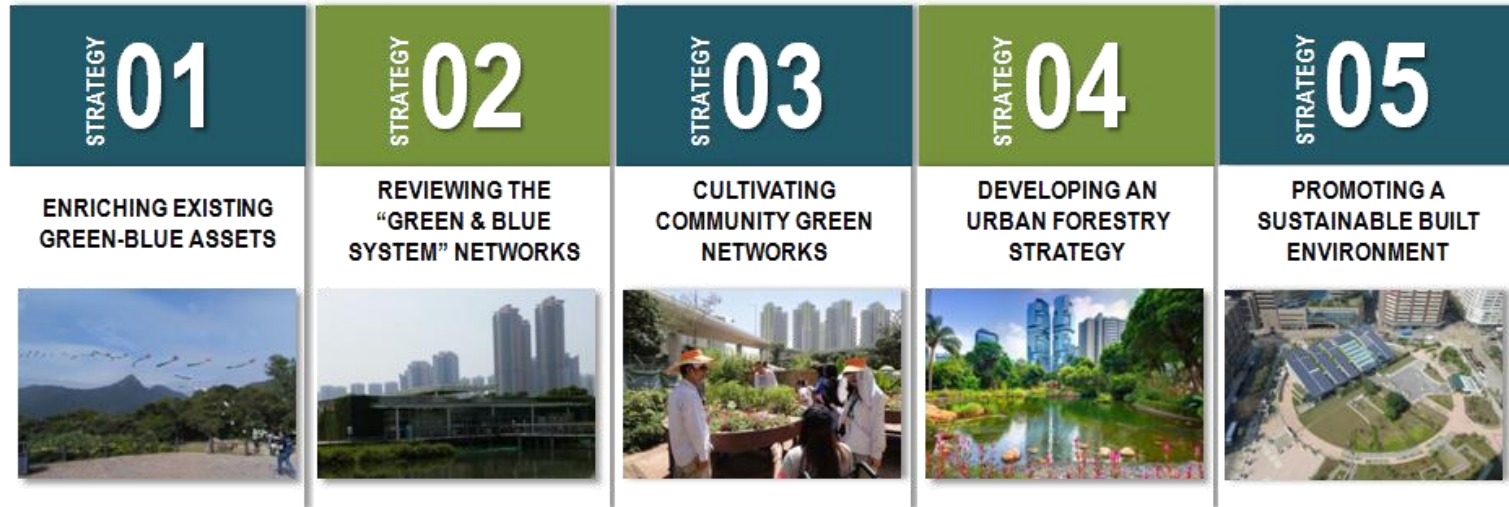 STRATEGY 01
ENRICHING EXISTING
GREEN-BLUE ASSETS
STRATEGY 02
REVIEWING THE
“GREEN & BLUE
SYSTEM” NETWORKS
STRATEGY 03
CULTIVATING
COMMUNITY GREEN
NETWORKS
STRATEGY 04
DEVELOPING AN
URBAN FORESTRY
STRATEGY
STRATEGY 05
PROMOTING A
SUSTAINABLE BUILT
ENVIRONMENT